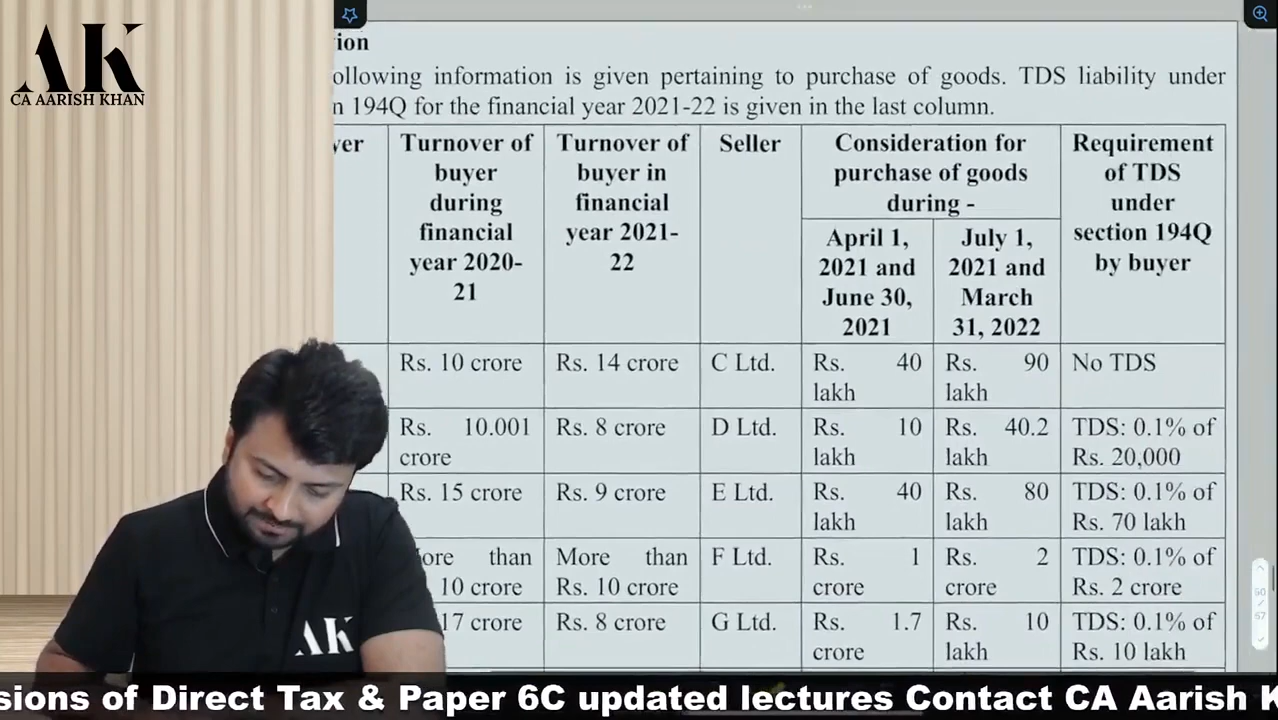 AK
CA AARISH KHAN
ion
ollowing information is given pertaining to purchase of goods. TDS liability under
n 194Q for the financial year 2021-22 is given in the last column.
yer
Turnover of buyer during financial year 2020-21
Turnover of buyer in financial year 2021-22
Seller
Consideration for purchase of goods during -
April 1, 2021 and June 30, 2021
July 1, 2021 and March 31, 2022
Requirement of TDS under section 194Q by buyer
Rs. 10 crore Rs. 14 crore C Ltd. Rs. 40 lakh Rs. 90 lakh No TDS
Rs. 10.001 crore Rs. 8 crore D Ltd. Rs. 10 lakh Rs. 40.2 lakh TDS: 0.1% of Rs. 20,000
Rs. 15 crore Rs. 9 crore E Ltd. Rs. 40 lakh Rs. 80 lakh TDS: 0.1% of Rs. 70 lakh
ore than 10 crore More than Rs. 10 crore F Ltd. Rs. 1 crore Rs. 2 crore TDS: 0.1% of Rs. 2 crore
17 crore Rs. 8 crore G Ltd. Rs. 1.7 crore Rs. 10 lakh TDS: 0.1% of Rs. 10 lakh
50
/
67
AK
sions of Direct Tax & Paper 6C updated lectures Contact CA Aarish K